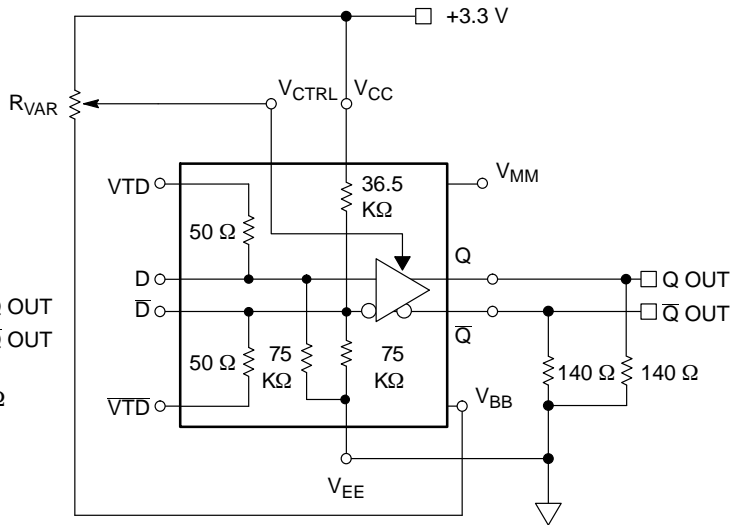 +3.3 V
RVAR
VCTRL
VCC
VTD
36.5
KΩ
VMM
50 Ω
D
Q
Q OUT
D̅
Q̅
Q̅ OUT
OUT
OUT
Ω
50 Ω
75
KΩ
75
KΩ
140 Ω
140 Ω
V̅T̅D̅
VBB
VEE